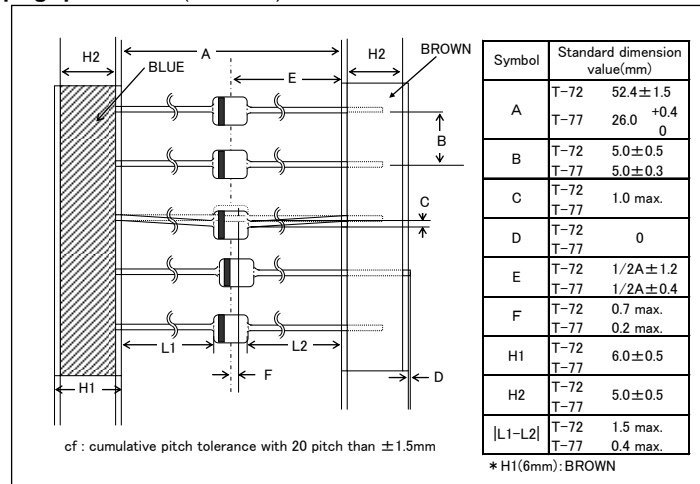 H2
A
H2
BROWN
BLUE
E
B
C
L1
L2
H1
F
D
cf : cumulative pitch tolerance with 20 pitch than ±1.5mm
Symbol Standard dimension value(mm)
A T-72 52.4±1.5
T-77 26.0 +0.4 0
B T-72 5.0±0.5
T-77 5.0±0.3
C T-72 T-77 1.0 max.
D T-72 T-77 0
E T-72 1/2A±1.2
T-77 1/2A±0.4
F T-72 0.7 max.
T-77 0.2 max.
H1 T-72 T-77 6.0±0.5
H2 T-72 T-77 5.0±0.5
|L1-L2| T-72 1.5 max.
T-77 0.4 max.
*H1(6mm):BROWN